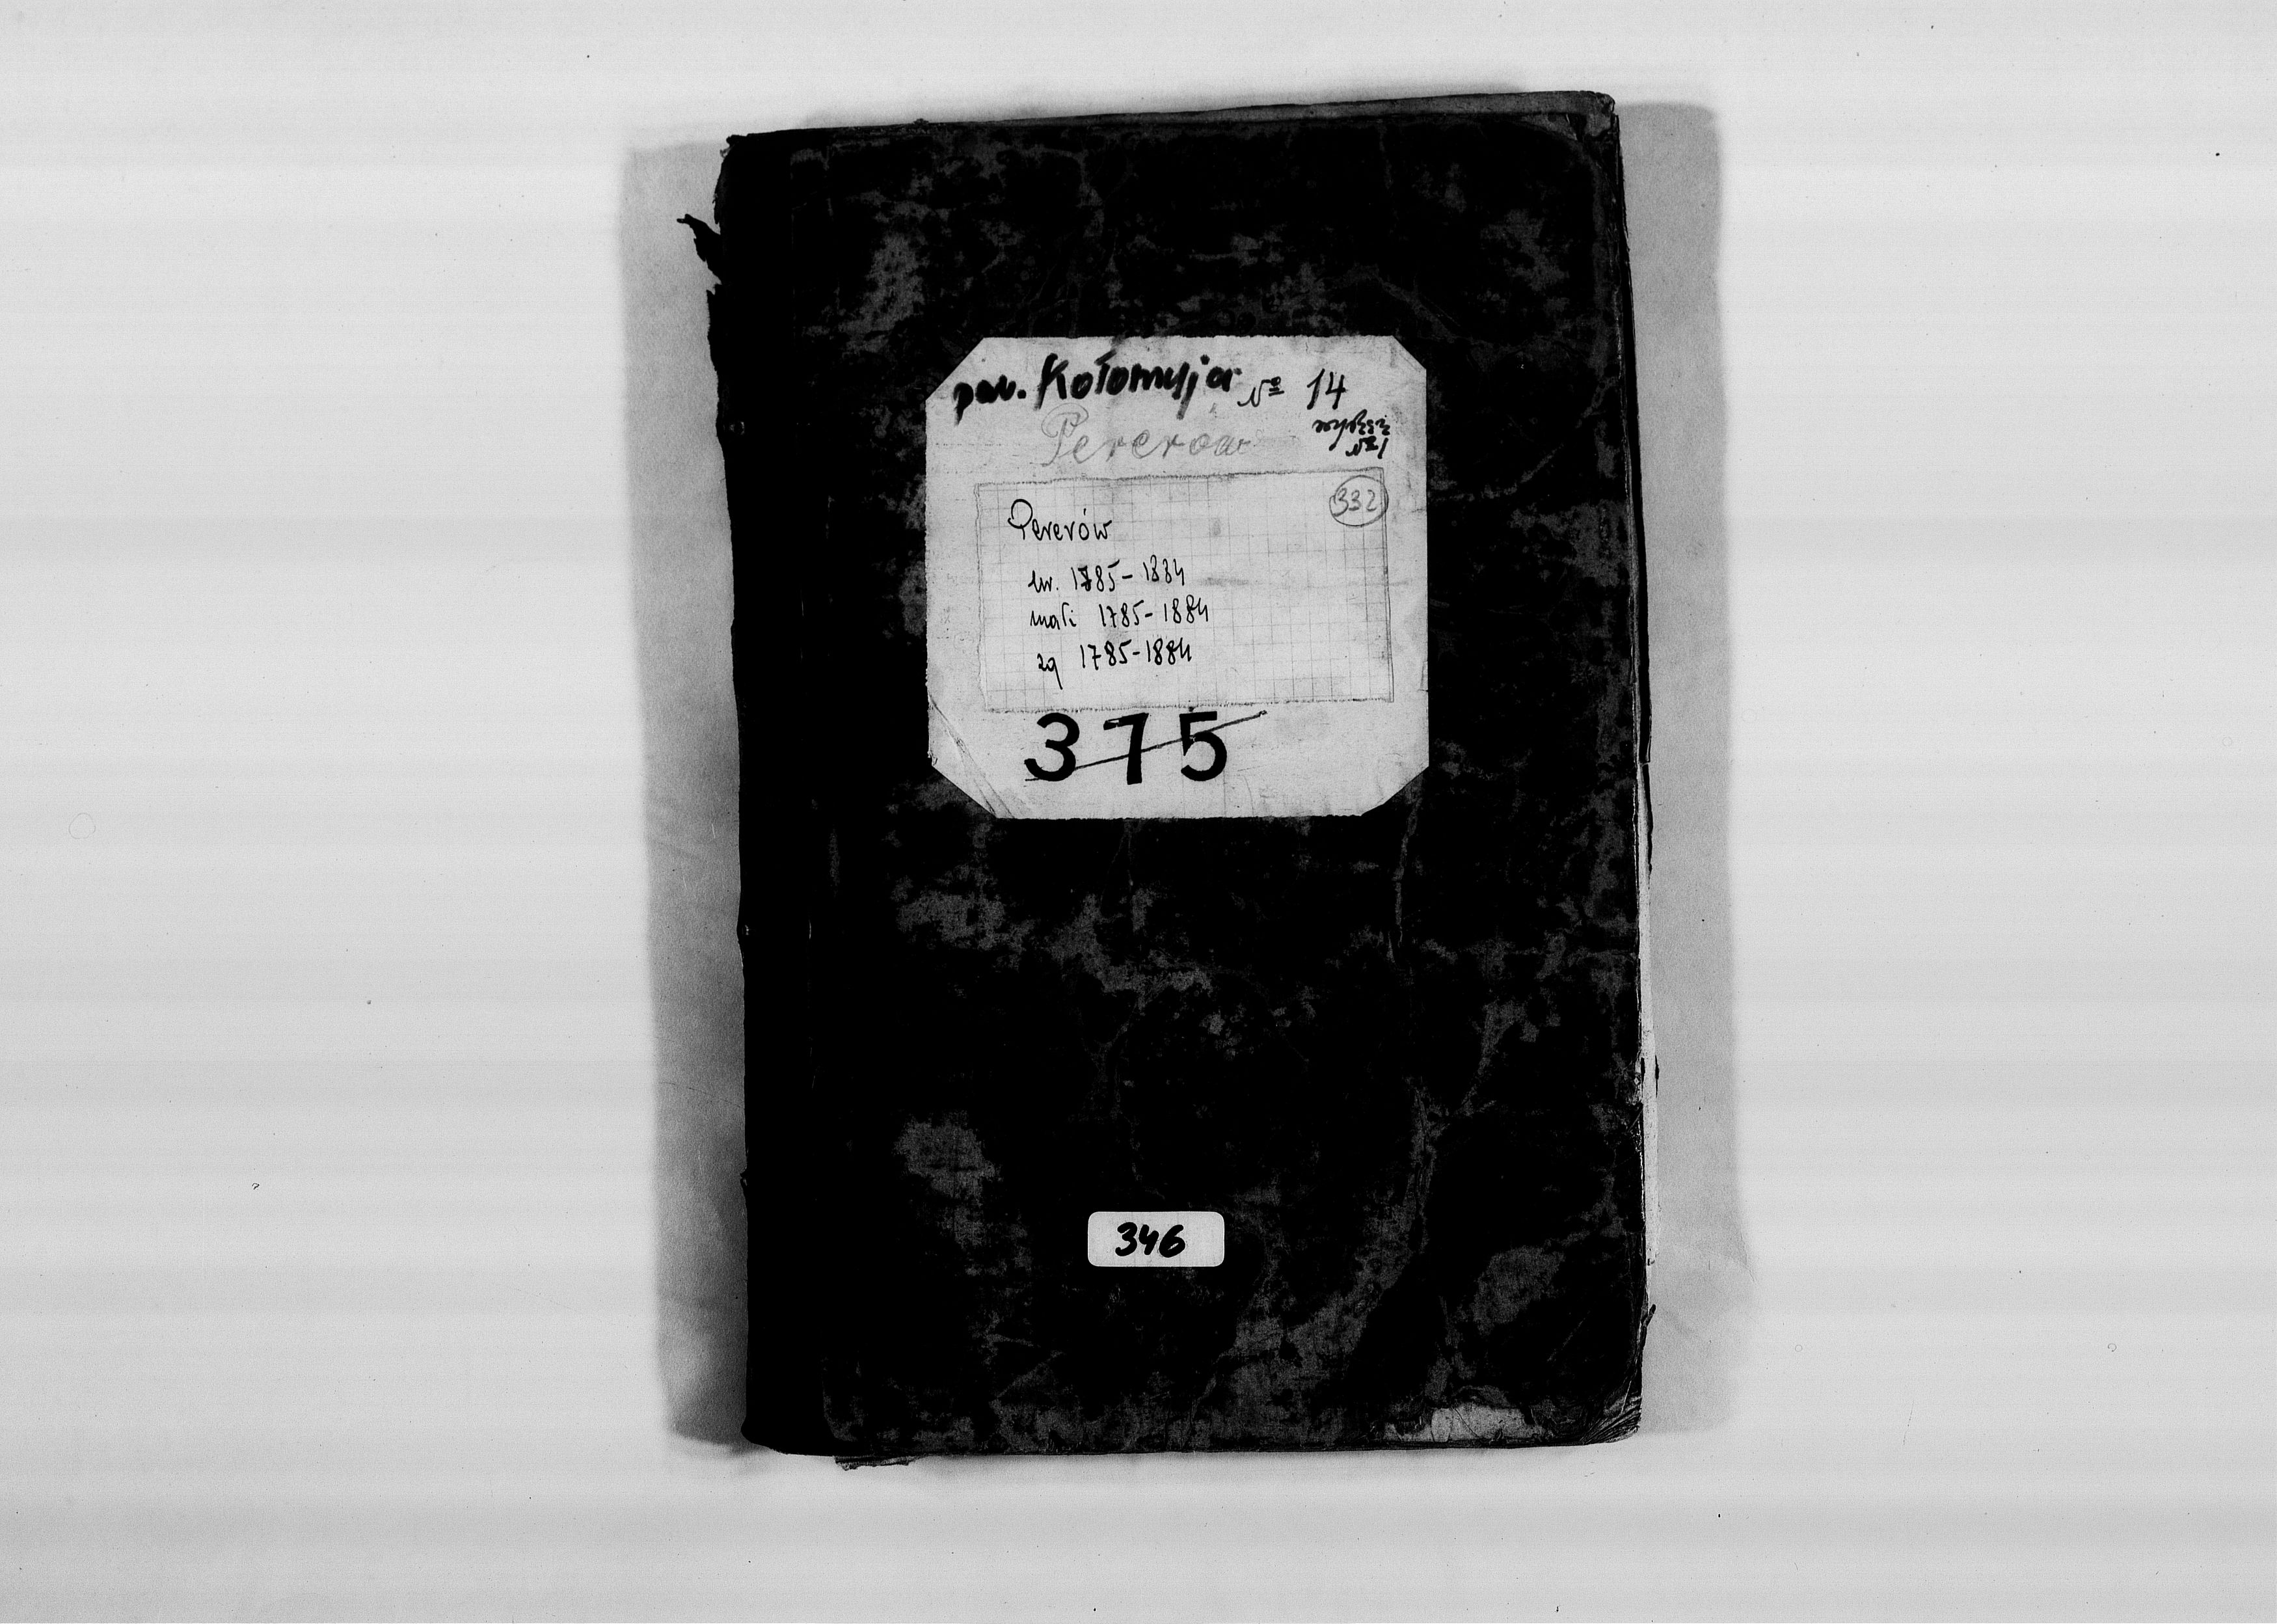 pow. Kołomyja № 14
Pererow
№ 1
332
Pererów
ur. 1785-1884
małż 1785-1884
zg 1785-1884
375
346